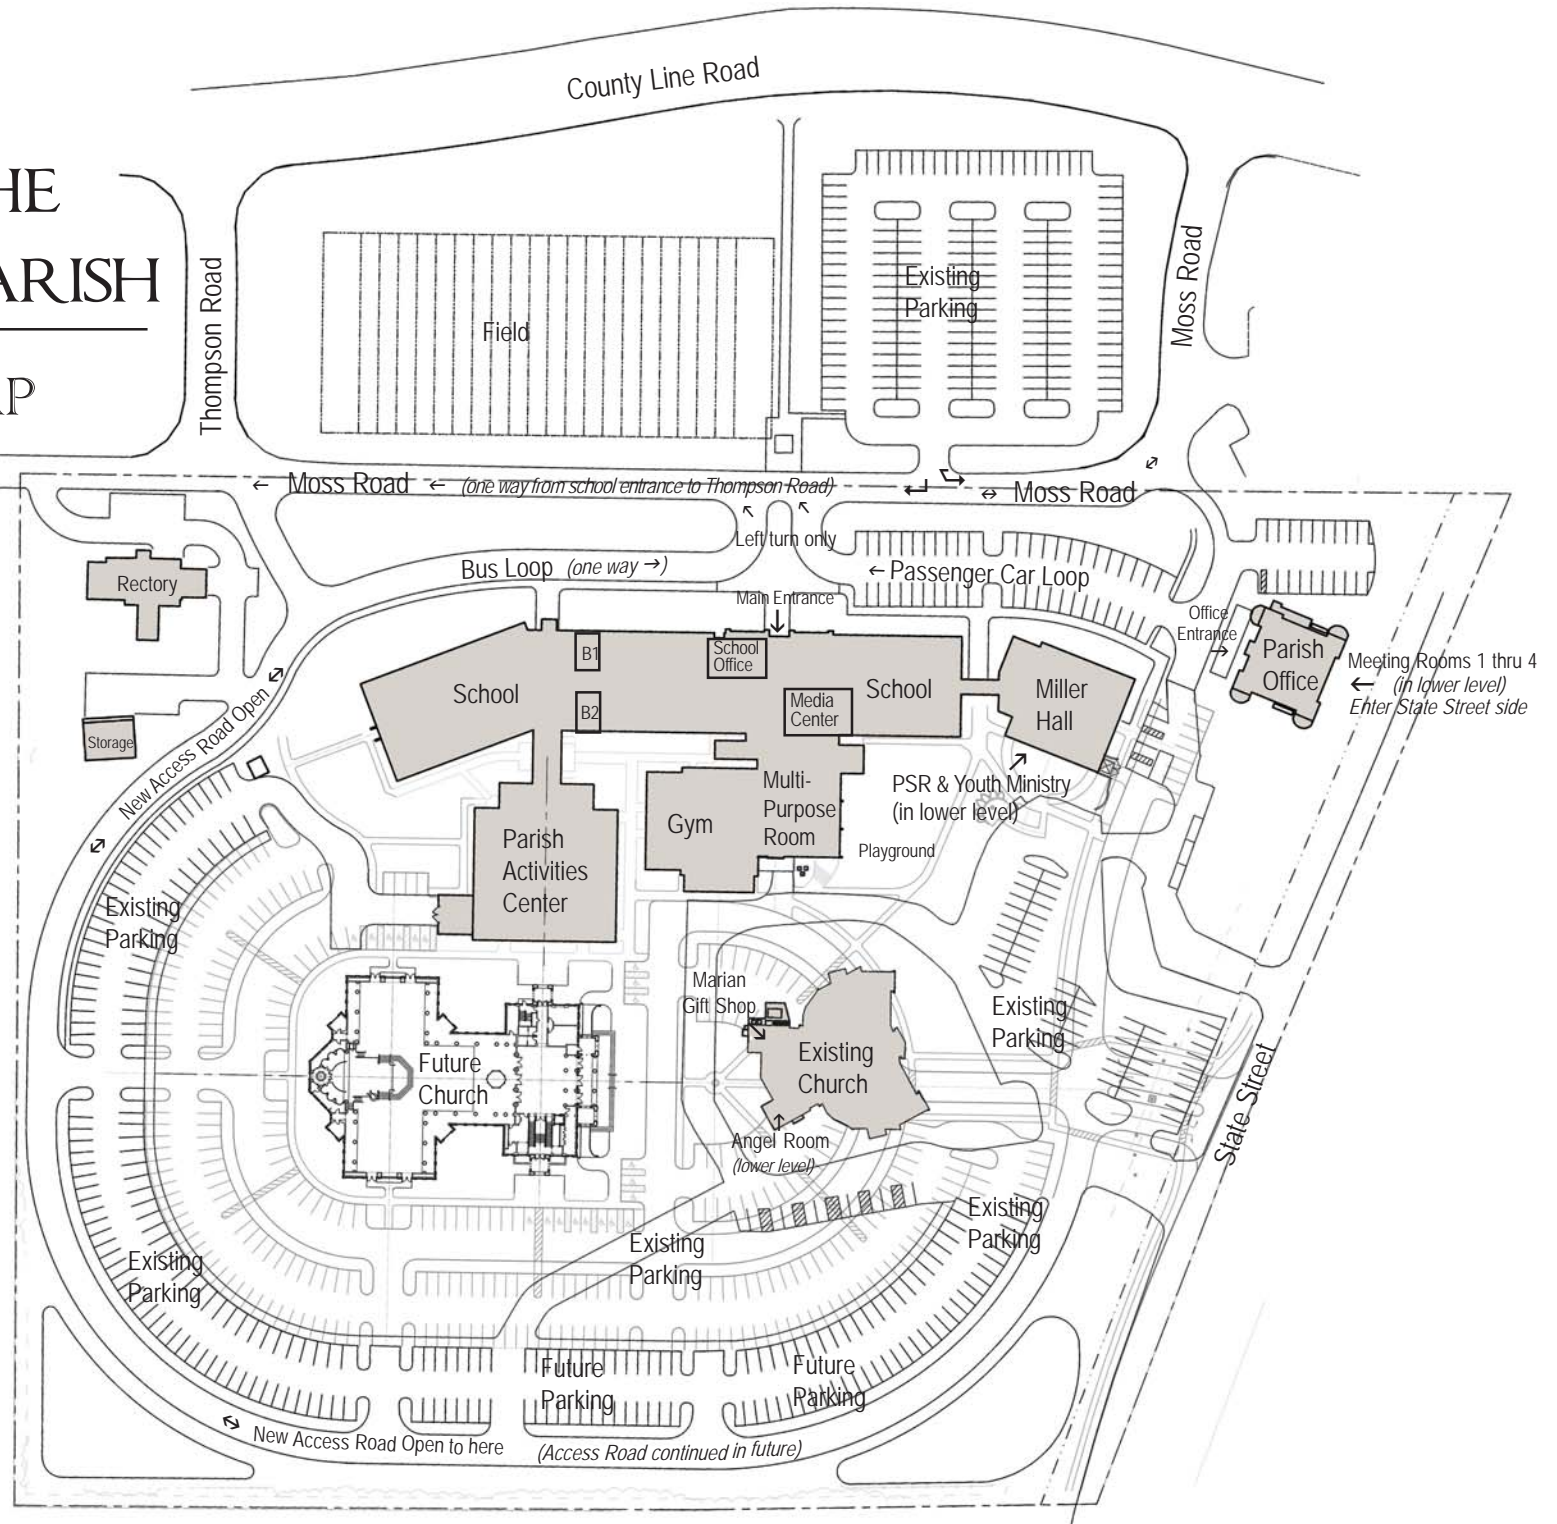 County Line Road
HE
ARISH
AP
Thompson Road
Field
Existing
Parking
Moss Road
← Moss Road ← (one way from school entrance to Thompson Road)
↔ Moss Road
Left turn only
Bus Loop (one way →)
← Passenger Car Loop
Rectory
Main Entrance
Office
Entrance
→
Parish
Office
Meeting Rooms 1 thru 4
← (in lower level)
Enter State Street side
B1
School
Office
School
B2
Media
Center
School
Miller
Hall
Storage
New Access Road Open
PSR & Youth Ministry
(in lower level)
Multi-
Purpose
Room
Gym
Playground
Parish
Activities
Center
Existing
Parking
Marian
Gift Shop
Existing
Parking
Future
Church
Existing
Church
State Street
Angel Room
(lower level)
Existing
Parking
Existing
Parking
Existing
Parking
Future
Parking
Future
Parking
New Access Road Open to here
(Access Road continued in future)